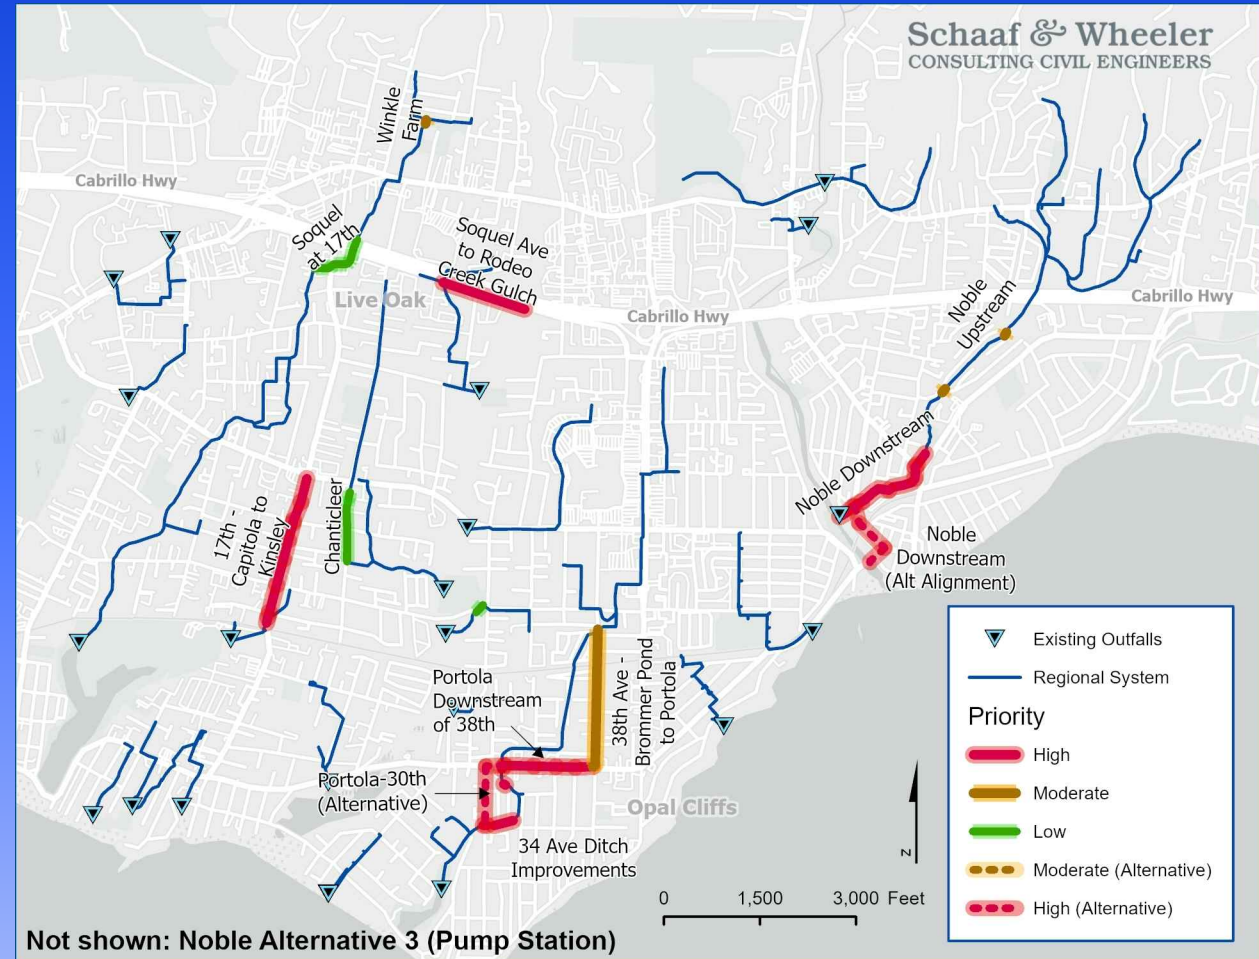 Schaaf & Wheeler
CONSULTING CIVIL ENGINEERS
Winkle
Farm
Cabrillo Hwy
Soquel
at 17th
Soquel Ave
to Rodeo
Creek Gulch
Live Oak
Cabrillo Hwy
Cabrillo Hwy
Noble
Upstream
Noble Downstream
Noble
Downstream
(Alt Alignment)
17th -
Capitola to
Kinsley
Chanticleer
Portola
Downstream
of 38th
38th Ave -
Brommer Pond
to Portola
Portola-30th
(Alternative)
Opal Cliffs
34 Ave Ditch
Improvements
Existing Outfalls
Regional System
Priority
High
Moderate
Low
Moderate (Alternative)
High (Alternative)
N
0 1,500 3,000 Feet
Not shown: Noble Alternative 3 (Pump Station)